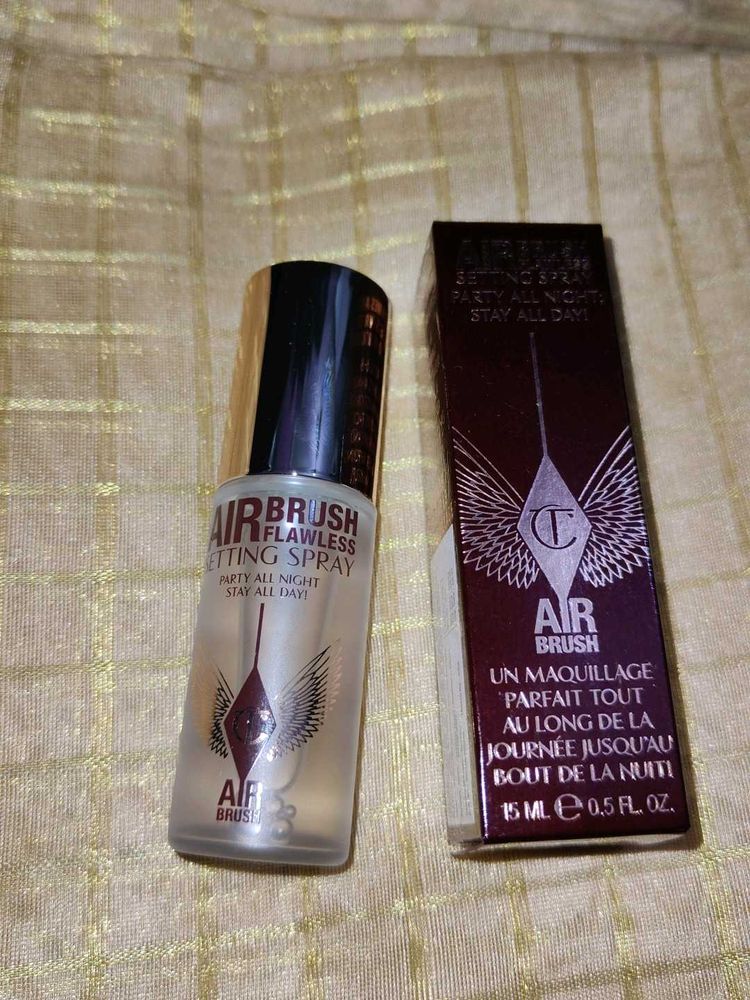 AIRBRUSH
FLAWLESS
SETTING SPRAY
PARTY ALL NIGHT
STAY ALL DAY!
CT
AIR
BRUSH
AIRBRUSH
SETTING SPRAY
PARTY ALL NIGHT,
STAY ALL DAY!
CT
AIR
BRUSH
UN MAQUILLAGE
PARFAIT TOUT
AU LONG DE LA
JOURNÉE JUSQU'AU
BOUT DE LA NUIT!
15 ML ℮ 0.5 FL. OZ.